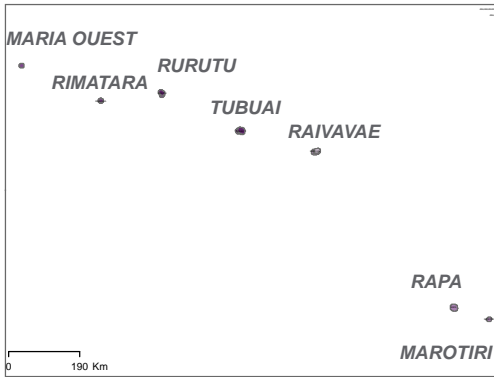 MARIA OUEST
RURUTU
RIMATARA
TUBUAI
RAIVAVAE
RAPA
MAROTIRI
0 190 Km